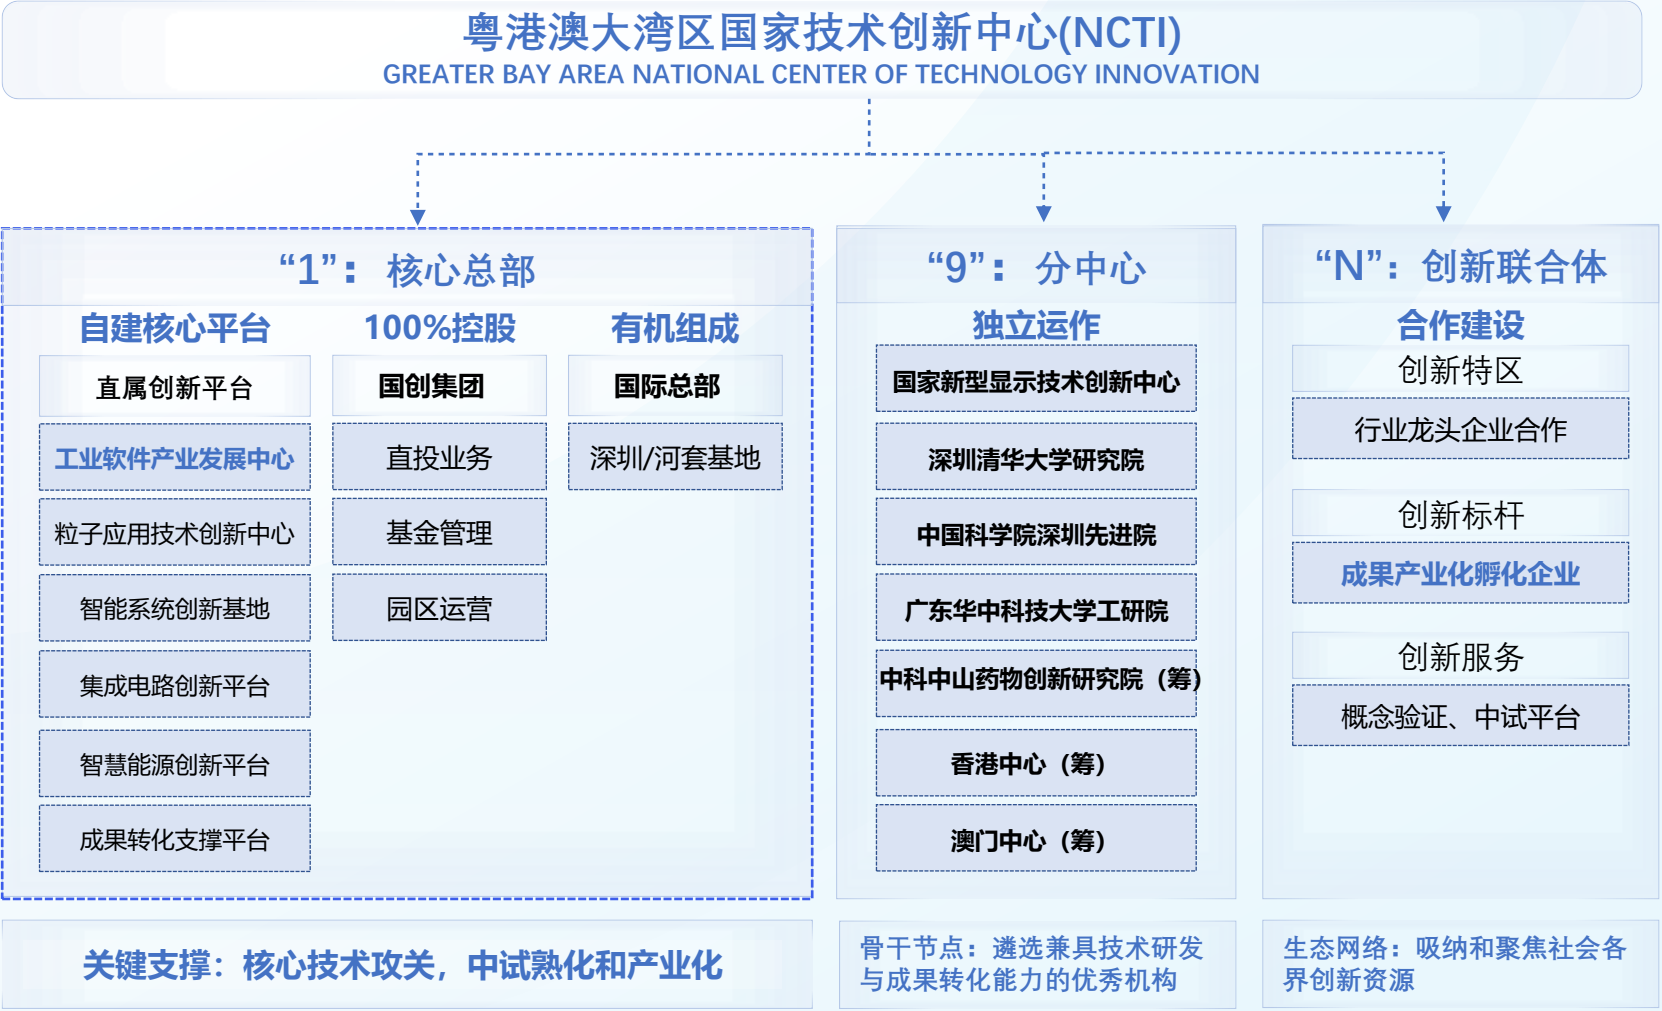 粤港澳大湾区国家技术创新中心(NCTI)
GREATER BAY AREA NATIONAL CENTER OF TECHNOLOGY INNOVATION
“1”：核心总部
自建核心平台
直属创新平台
工业软件产业发展中心
粒子应用技术创新中心
智能系统创新基地
集成电路创新平台
智慧能源创新平台
成果转化支撑平台
100%控股
国创集团
直投业务
基金管理
园区运营
有机组成
国际总部
深圳/河套基地
关键支撑：核心技术攻关，中试熟化和产业化
“9”：分中心
独立运作
国家新型显示技术创新中心
深圳清华大学研究院
中国科学院深圳先进院
广东华中科技大学工研院
中科中山药物创新研究院（筹）
香港中心（筹）
澳门中心（筹）
骨干节点：遴选兼具技术研发
与成果转化能力的优秀机构
“N”：创新联合体
合作建设
创新特区
行业龙头企业合作
创新标杆
成果产业化孵化企业
创新服务
概念验证、中试平台
生态网络：吸纳和聚焦社会各
界创新资源